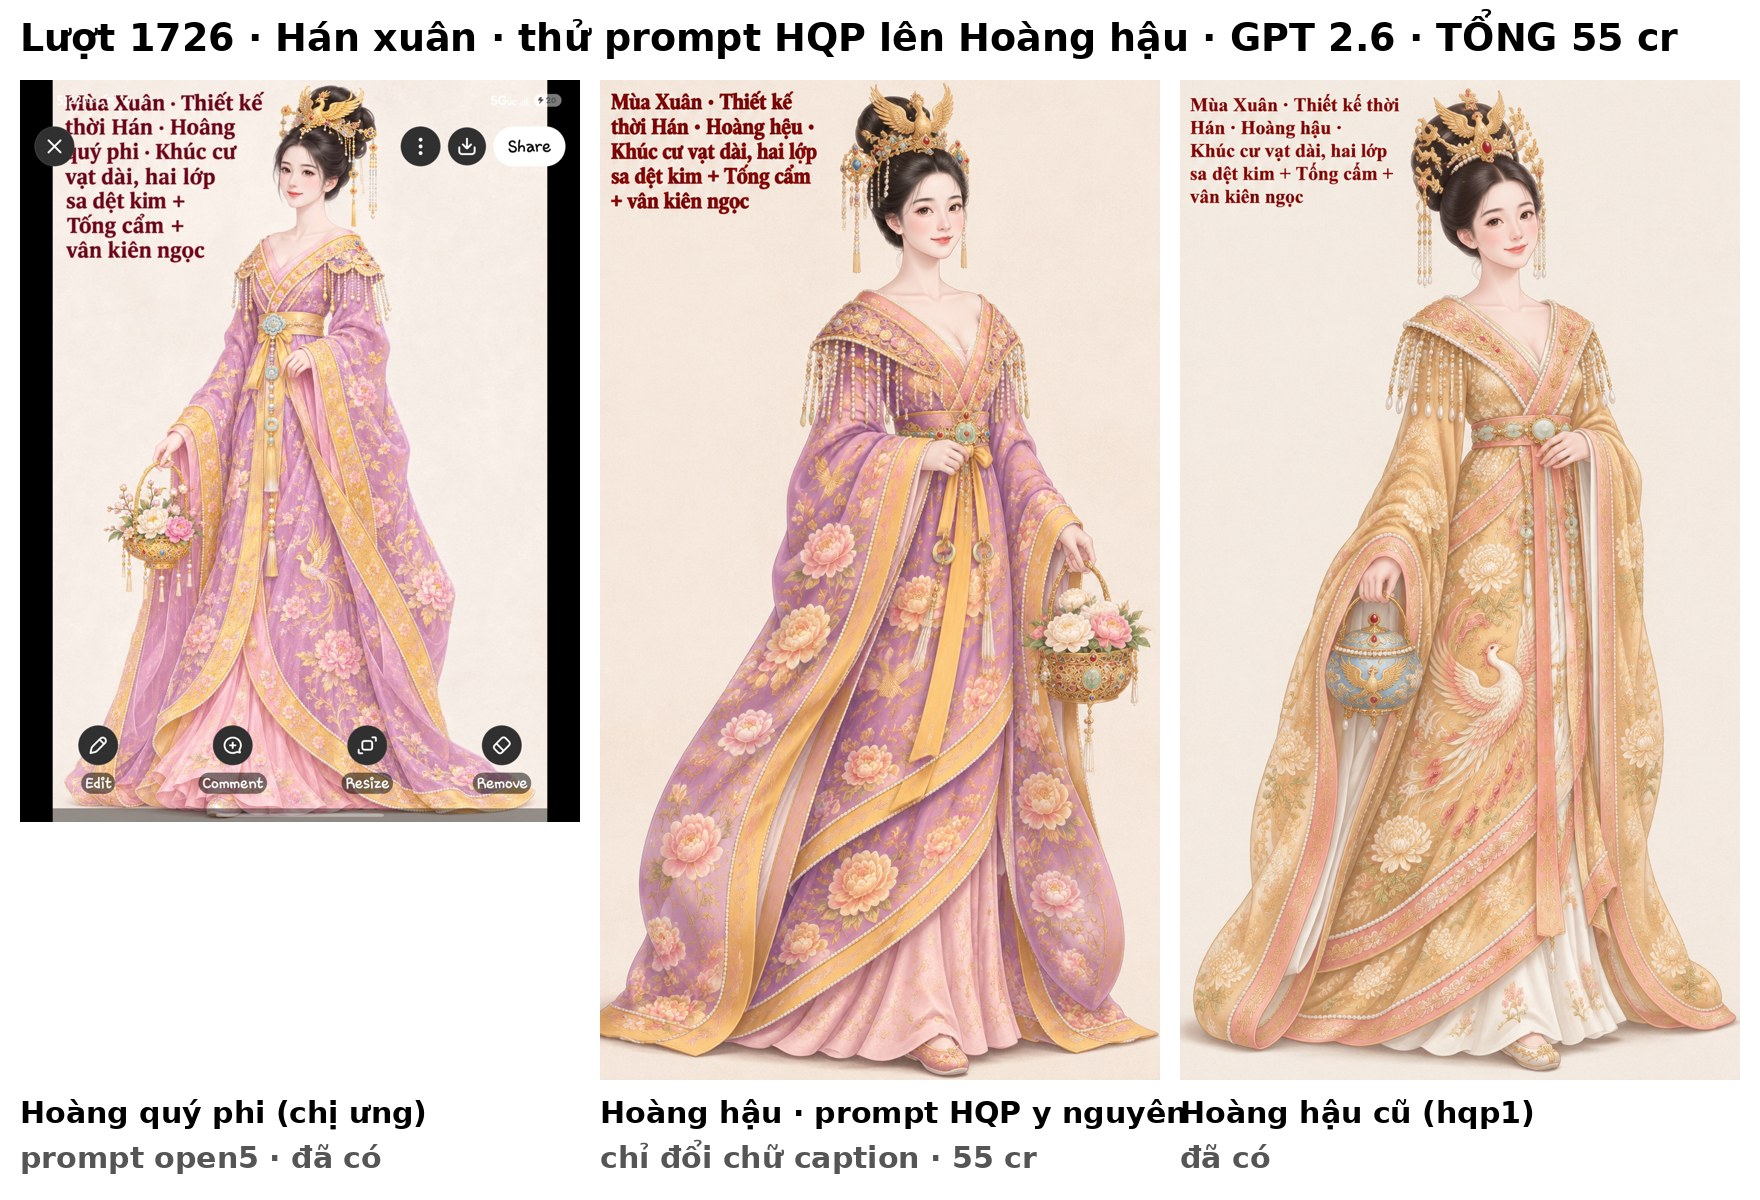 Lượt 1726 · Hán xuân · thử prompt HQP lên Hoàng hậu · GPT 2.6 · TỔNG 55 cr
Mùa Xuân · Thiết kế
thời Hán · Hoâng
quý phi · Khúc cư
vạt dài, hai lớp
sa dệt kim +
Tống cẩm +
vân kiên ngọc
Share
Edit
Comment
Resize
Remove
Mùa Xuân • Thiết kế
thời Hán · Hoàng hệu •
Khúc cư vạt dài, hai lớp
sa dệt kim + Tống cẩm
+ vân kiên ngọc
Mùa Xuân · Thiết kế thời
Hán · Hoàng hậu ·
Khúc cư vạt dài, hai lớp
sa dệt kim + Tống cẩm +
vân kiên ngọc
Hoàng quý phi (chị ưng)
prompt open5 · đã có
Hoàng hậu · prompt HQP y nguyên
chỉ đổi chữ caption · 55 cr
Hoàng hậu cũ (hqp1)
đã có